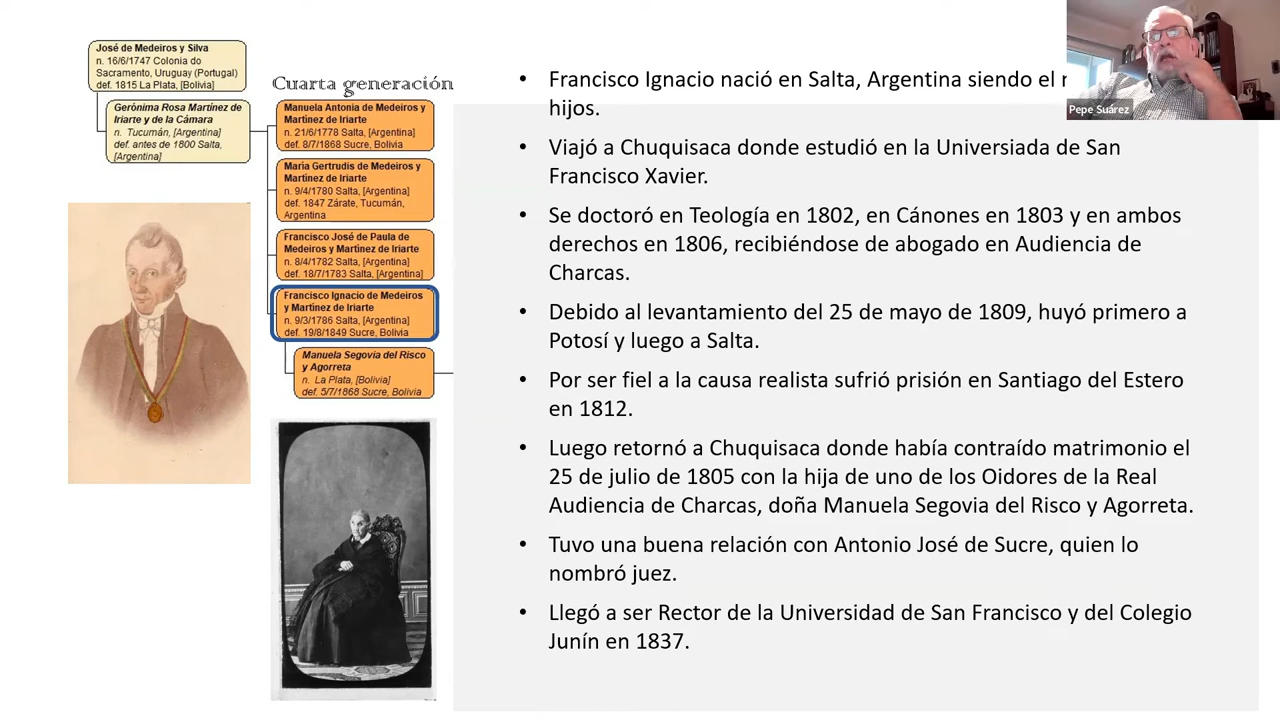 José de Medeiros y Silva
n. 16/6/1747 Colonia do
Sacramento, Uruguay (Portugal)
def. 1815 La Plata, [Bolivia]
Gerónima Rosa Martínez de
Iriarte y de la Cámara
n. Tucumán, [Argentina]
def. antes de 1800 Salta,
[Argentina]
Cuarta generación
Manuela Antonia de Medeiros y
Martínez de Iriarte
n. 21/6/1778 Salta, [Argentina]
def. 8/7/1868 Sucre, Bolivia
María Gertrudis de Medeiros y
Martínez de Iriarte
n. 9/4/1780 Salta, [Argentina]
def. 1847 Zárate, Tucumán,
Argentina
Francisco José de Paula de
Medeiros y Martínez de Iriarte
n. 8/4/1782 Salta, [Argentina]
def. 18/7/1783 Salta, [Argentina]
Francisco Ignacio de Medeiros
y Martínez de Iriarte
n. 9/3/1786 Salta, [Argentina]
def. 19/8/1849 Sucre, Bolivia
Manuela Segovia del Risco
y Agorreta
n. La Plata, [Bolivia]
def. 5/7/1868 Sucre, Bolivia
• Francisco Ignacio nació en Salta, Argentina siendo el
hijos.
• Viajó a Chuquisaca donde estudió en la Universiada de San
Francisco Xavier.
• Se doctoró en Teología en 1802, en Cánones en 1803 y en ambos
derechos en 1806, recibiéndose de abogado en Audiencia de
Charcas.
• Debido al levantamiento del 25 de mayo de 1809, huyó primero a
Potosí y luego a Salta.
• Por ser fiel a la causa realista sufrió prisión en Santiago del Estero
en 1812.
• Luego retornó a Chuquisaca donde había contraído matrimonio el
25 de julio de 1805 con la hija de uno de los Oidores de la Real
Audiencia de Charcas, doña Manuela Segovia del Risco y Agorreta.
• Tuvo una buena relación con Antonio José de Sucre, quien lo
nombró juez.
• Llegó a ser Rector de la Universidad de San Francisco y del Colegio
Junín en 1837.
Pepe Suárez